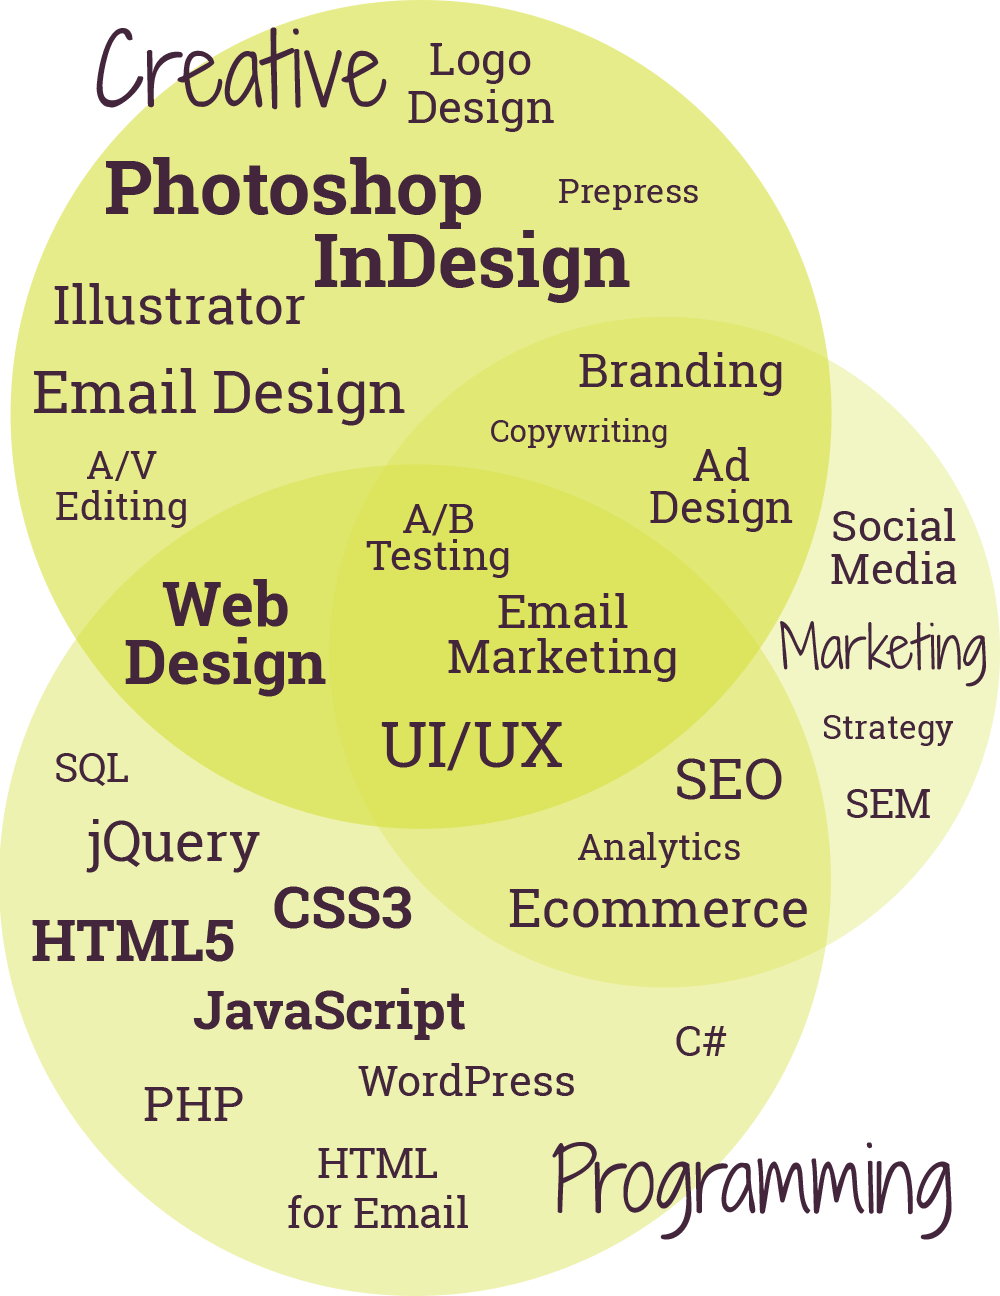 Creative
Logo
Design
Photoshop
Prepress
InDesign
Illustrator
Branding
Email Design
Copywriting
A/V
Editing
Ad
Design
A/B
Testing
Social
Media
Web
Design
Email
Marketing
Marketing
UI/UX
Strategy
SQL
SEO
SEM
jQuery
Analytics
CSS3
Ecommerce
HTML5
JavaScript
C#
WordPress
PHP
HTML
for Email
Programming